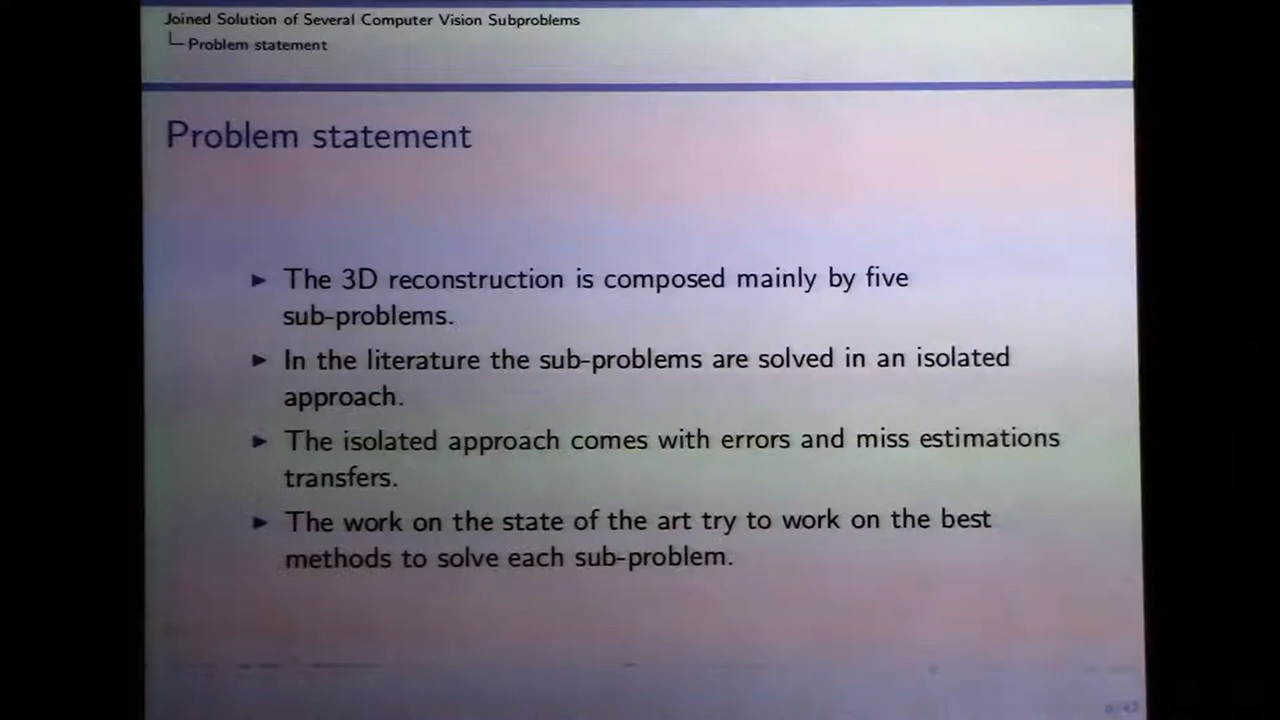 Joined Solution of Several Computer Vision Subproblems
Problem statement
Problem statement
The 3D reconstruction is composed mainly by five
sub-problems.
In the literature the sub-problems are solved in an isolated
approach.
The isolated approach comes with errors and miss estimations
transfers.
The work on the state of the art try to work on the best
methods to solve each sub-problem.